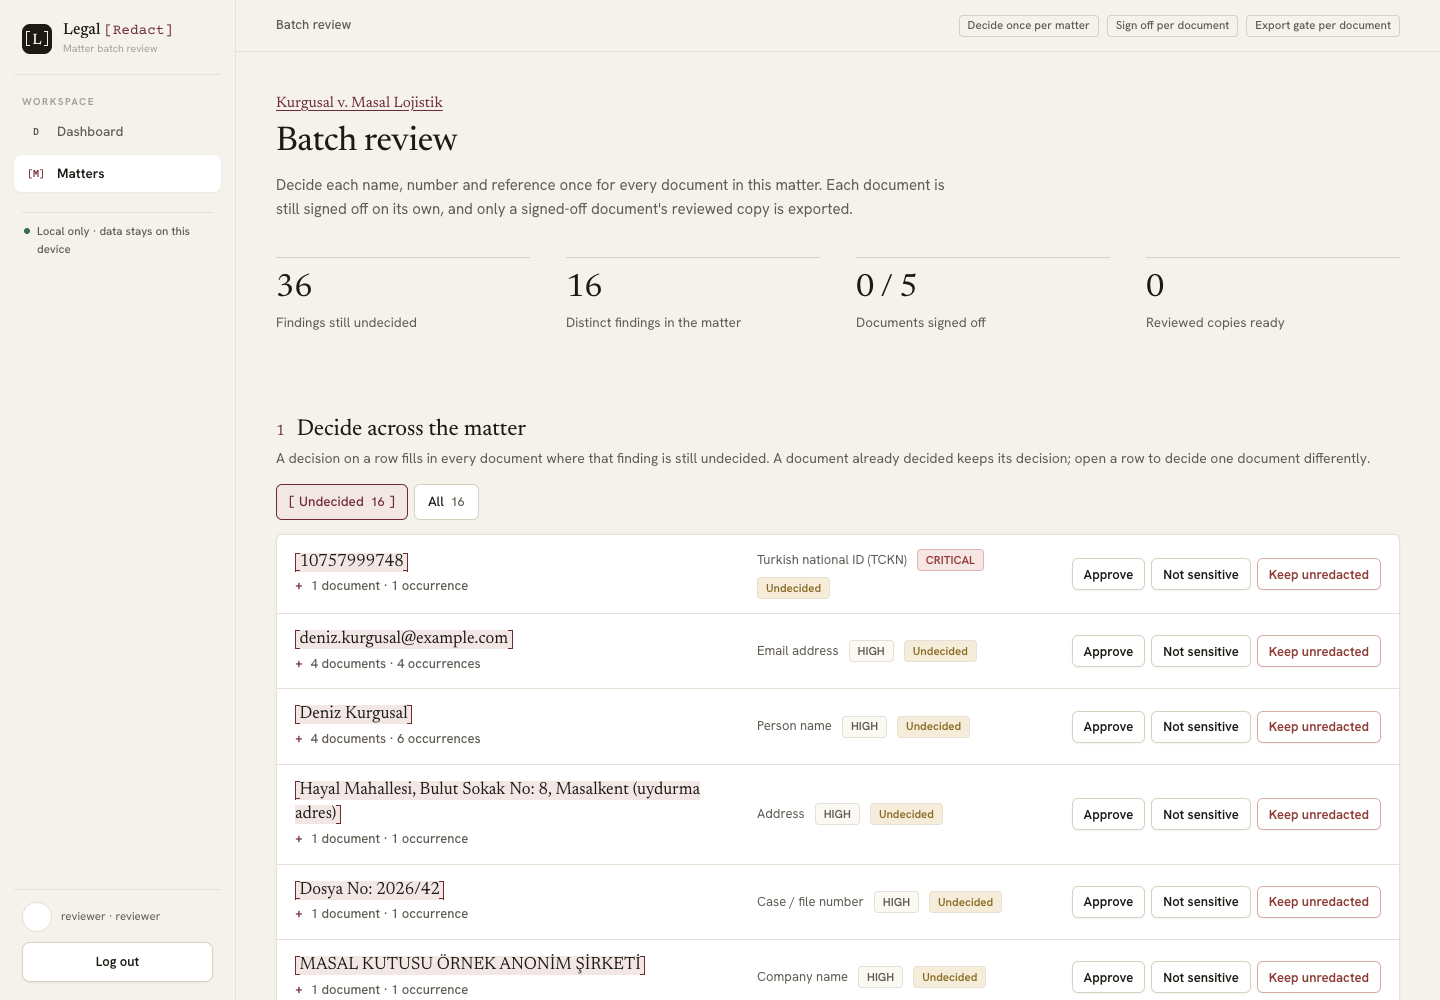 [L] Legal [Redact]
Matter batch review
WORKSPACE
D Dashboard
[M] Matters
Local only · data stays on this
device
reviewer · reviewer
Log out
Batch review
Decide once per matter
Sign off per document
Export gate per document
Kurgusal v. Masal Lojistik
Batch review
Decide each name, number and reference once for every document in this matter. Each document is
still signed off on its own, and only a signed-off document's reviewed copy is exported.
36
Findings still undecided
16
Distinct findings in the matter
0 / 5
Documents signed off
0
Reviewed copies ready
1 Decide across the matter
A decision on a row fills in every document where that finding is still undecided. A document already decided keeps its decision; open a row to decide one document differently.
[ Undecided 16 ]
All 16
[10757999748]
+ 1 document · 1 occurrence
Turkish national ID (TCKN) CRITICAL
Undecided
Approve Not sensitive Keep unredacted
[deniz.kurgusal@example.com]
+ 4 documents · 4 occurrences
Email address HIGH Undecided
Approve Not sensitive Keep unredacted
[Deniz Kurgusal]
+ 4 documents · 6 occurrences
Person name HIGH Undecided
Approve Not sensitive Keep unredacted
[Hayal Mahallesi, Bulut Sokak No: 8, Masalkent (uydurma
adres)]
+ 1 document · 1 occurrence
Address HIGH Undecided
Approve Not sensitive Keep unredacted
[Dosya No: 2026/42]
+ 1 document · 1 occurrence
Case / file number HIGH Undecided
Approve Not sensitive Keep unredacted
[MASAL KUTUSU ÖRNEK ANONİM ŞİRKETİ]
+ 1 document · 1 occurrence
Company name HIGH Undecided
Approve Not sensitive Keep unredacted